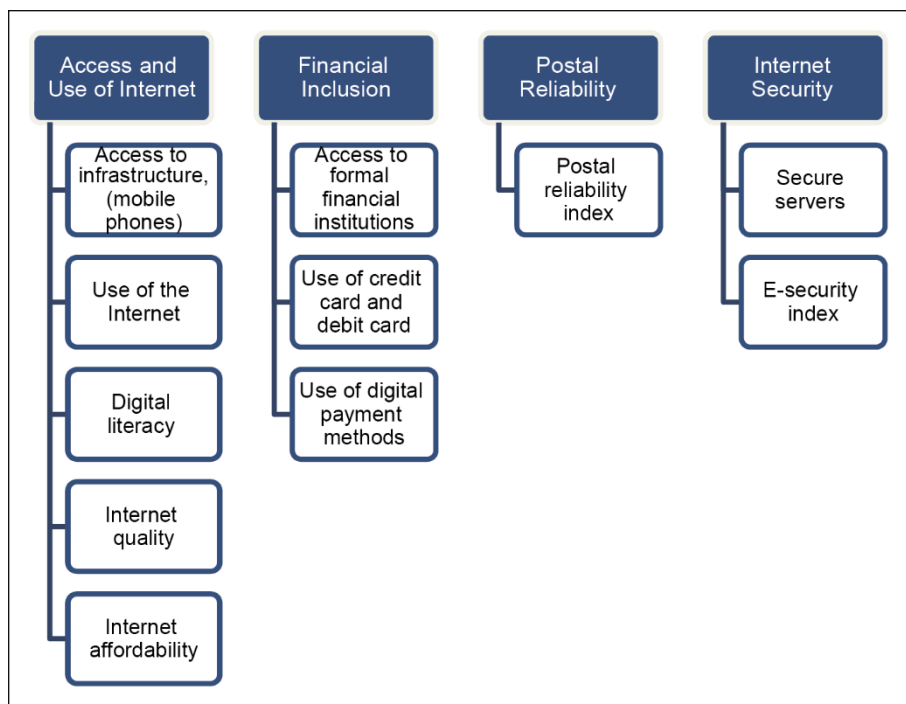 Access and
Use of Internet
Access to
infrastructure,
(mobile
phones)
Use of the
Internet
Digital
literacy
Internet
quality
Internet
affordability
Financial
Inclusion
Access to
formal
financial
institutions
Use of credit
card and
debit card
Use of digital
payment
methods
Postal
Reliability
Postal
reliability
index
Internet
Security
Secure
servers
E-security
index